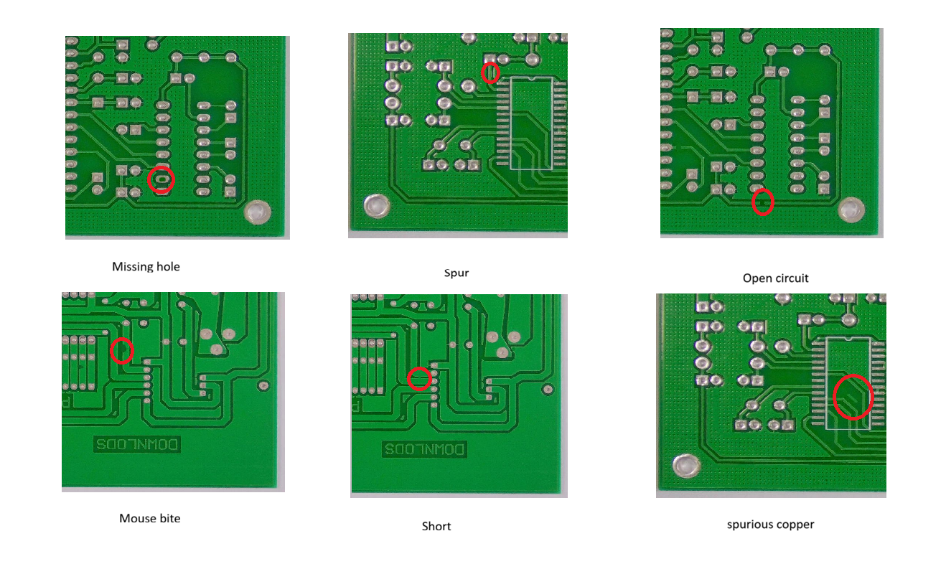 Missing hole
Spur
Open circuit
Mouse bite
Short
spurious copper